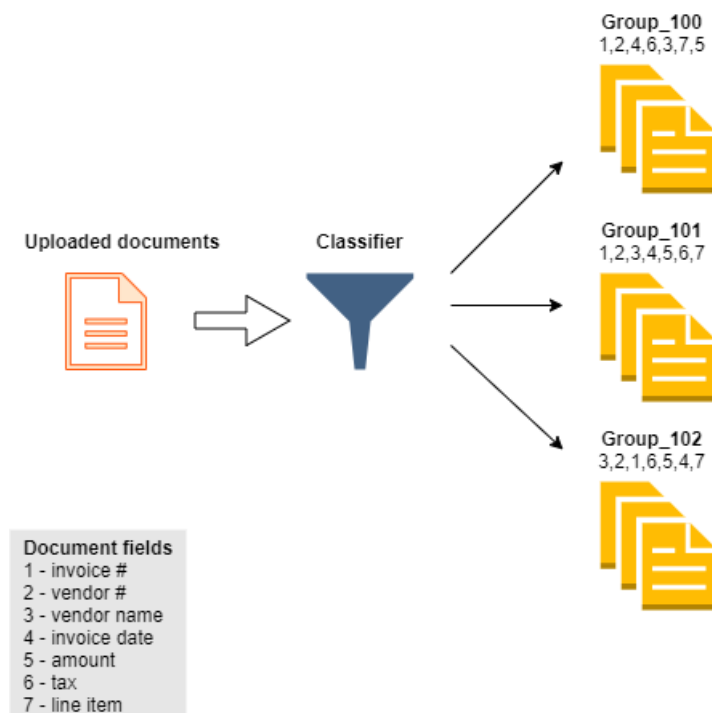 Group_100
1,2,4,6,3,7,5
Group_101
1,2,3,4,5,6,7
Uploaded documents
Classifier
Group_102
3,2,1,6,5,4,7
Document fields
1 - invoice #
2 - vendor #
3 - vendor name
4 - invoice date
5 - amount
6 - tax
7 - line item